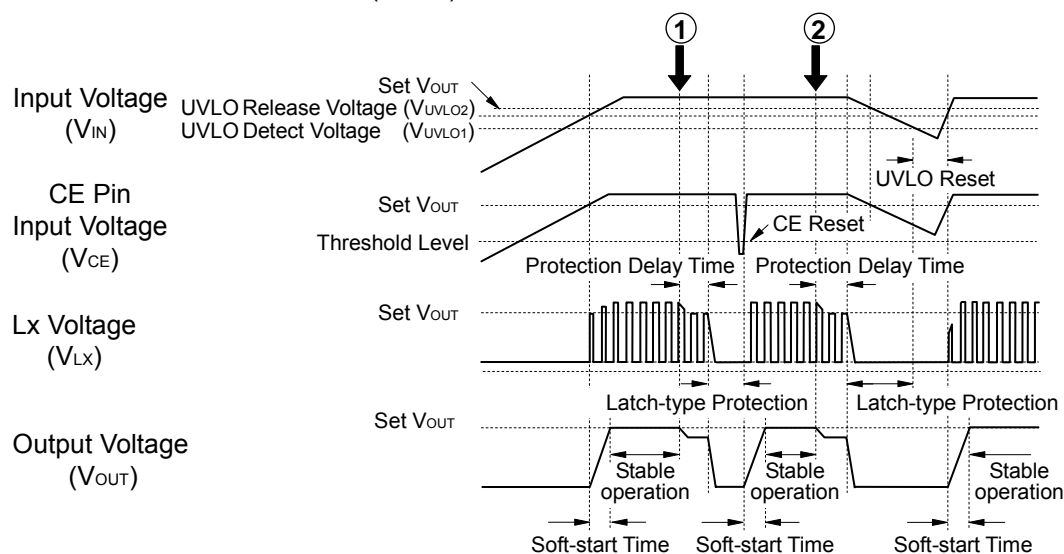 ① ②
Input Voltage
(VIN)
Set VOUT
UVLO Release Voltage (VUVLO2)
UVLO Detect Voltage (VUVLO1)
UVLO Reset
CE Pin
Input Voltage
(VCE)
Set VOUT
Threshold Level
CE Reset
Protection Delay Time Protection Delay Time
Lx Voltage
(VLX)
Set VOUT
Latch-type Protection Latch-type Protection
Output Voltage
(VOUT)
Set VOUT
Stable operation
Stable operation
Stable operation
Soft-start Time Soft-start Time Soft-start Time